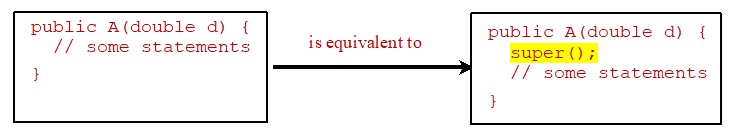 public A(double d) {
  // some statements
}
is equivalent to
public A(double d) {
  super();
  // some statements
}